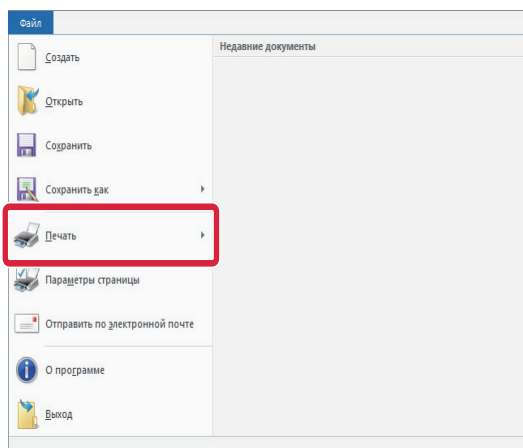 Файл
Недавние документы
Создать
Открыть
Сохранить
Сохранить как
Печать
Параметры страницы
Отправить по электронной почте
О программе
Выход